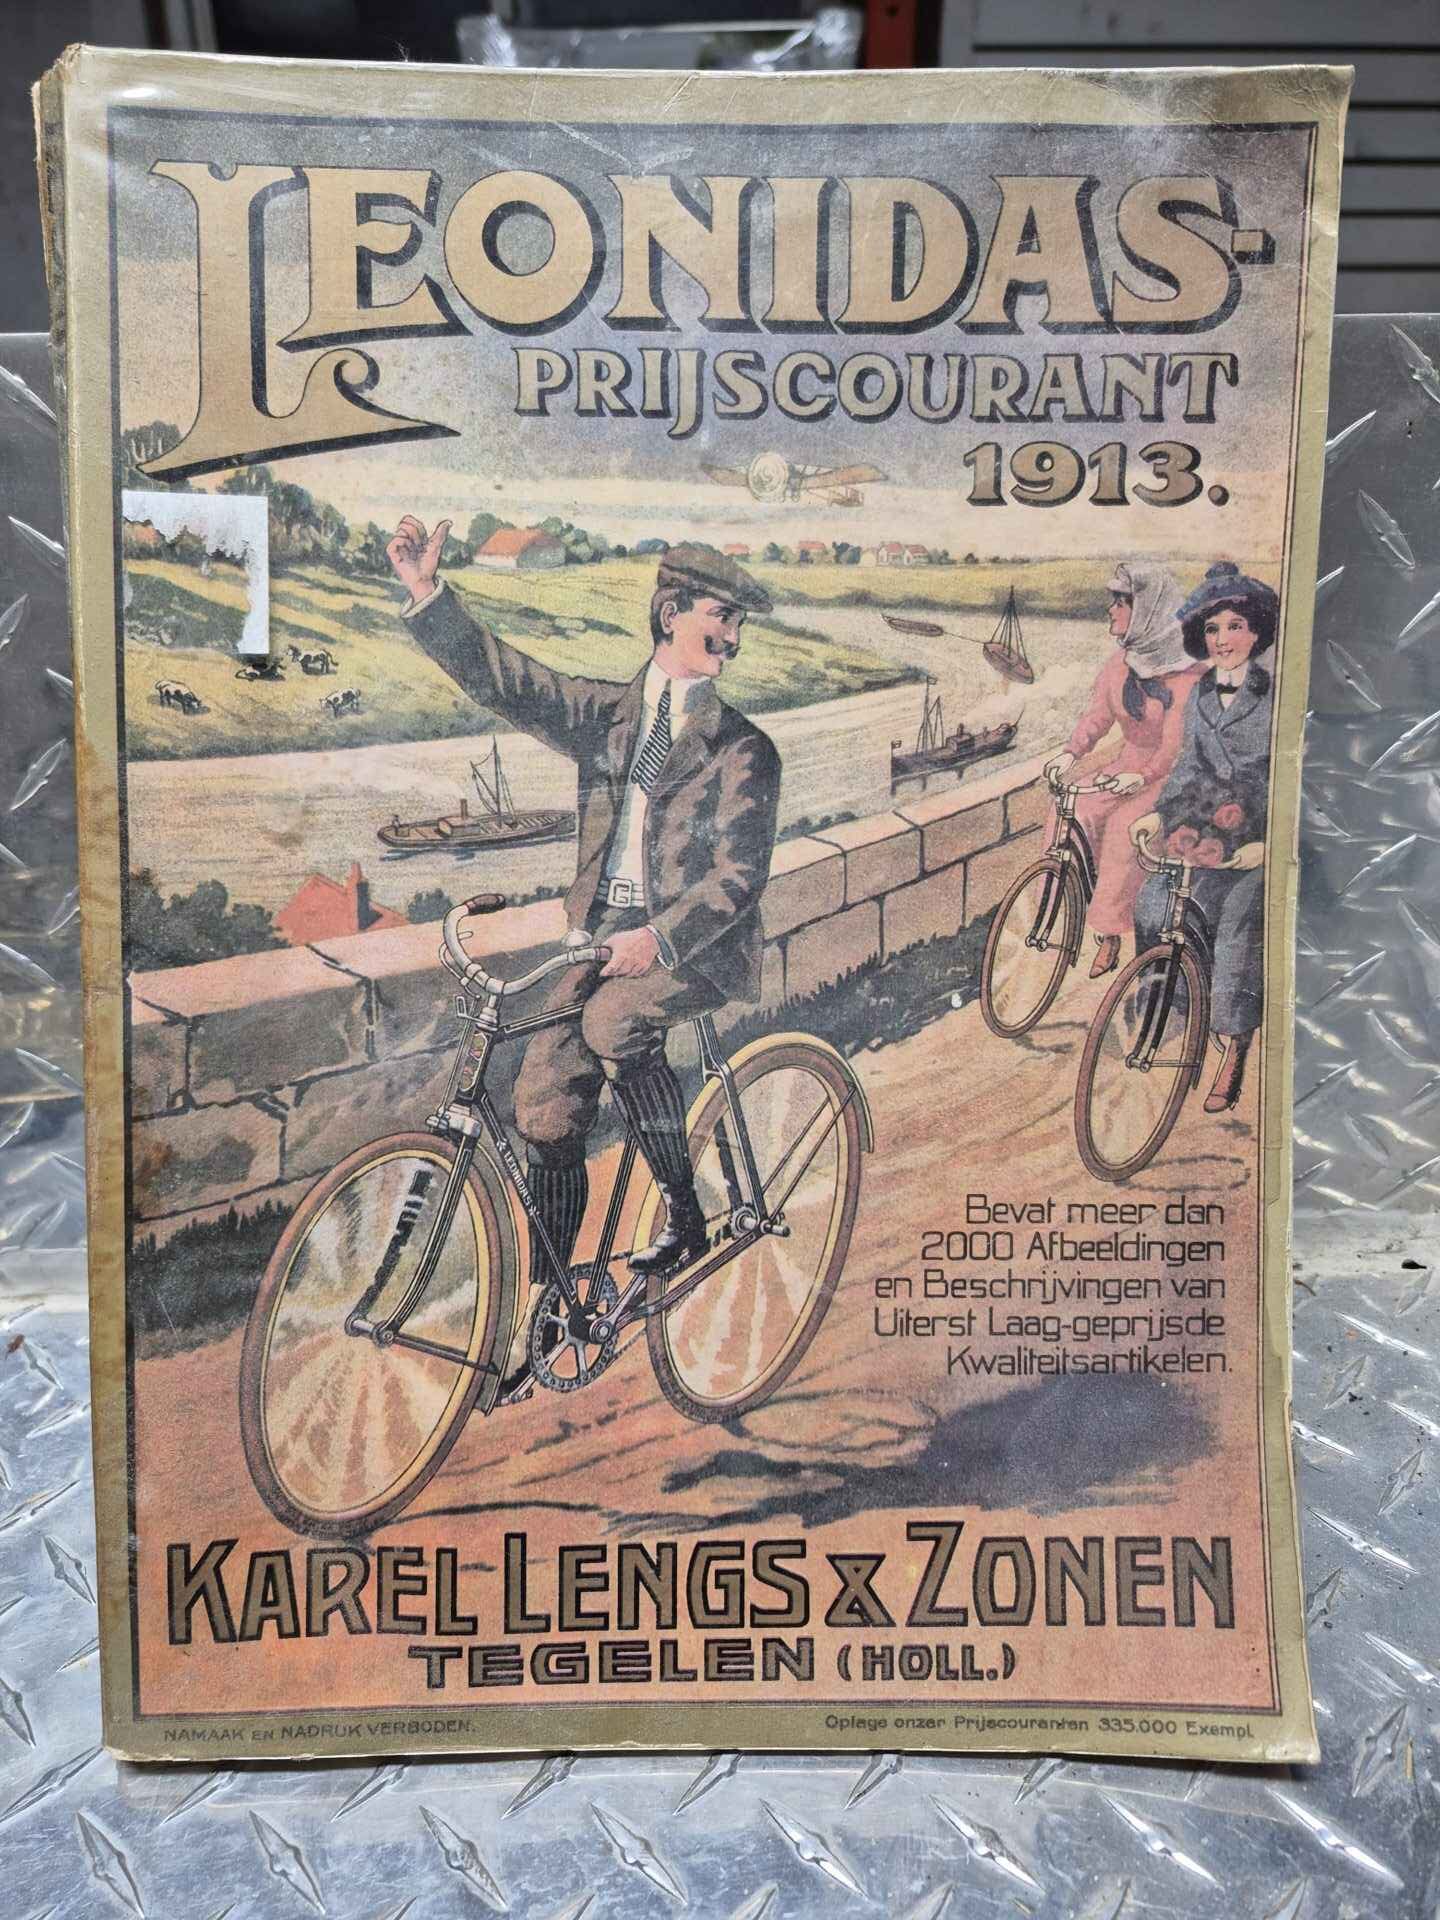 LEONIDAS-
PRIJSCOURANT
1913.
LEONIDAS
Bevat meer dan
2000 Afbeeldingen
en Beschrijvingen van
Uiterst Laag-geprijsde
Kwaliteitsartikelen.
KAREL LENGS & ZONEN
TEGELEN (HOLL.)
NAMAAK EN NADRUK VERBODEN.
Oplage onzer Prijscouranten 335.000 Exempl.